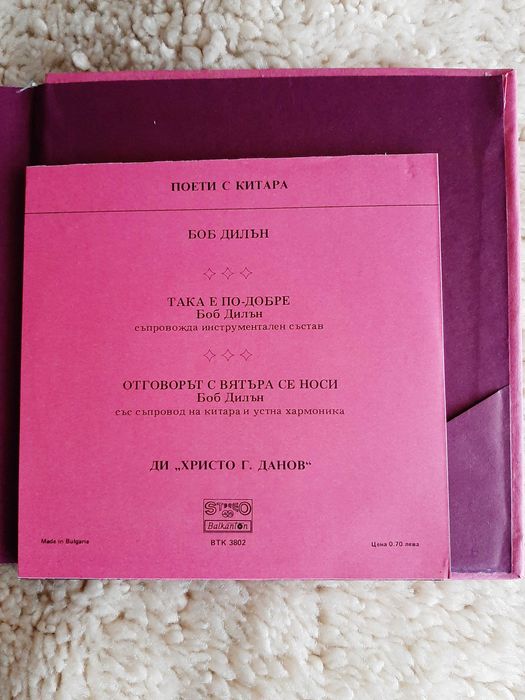 ПОЕТИ С КИТАРА
БОБ ДИЛЪН
ТАКА Е ПО-ДОБРЕ
Боб Дилън
съпровожда инструментален състав
ОТГОВОРЪТ С ВЯТЪРА СЕ НОСИ
Боб Дилън
със съпровод на китара и устна хармоника
ДИ „ХРИСТО Г. ДАНОВ“
STEREO
Balkanton
Made in Bulgaria
ВТК 3802
Цена 0.70 лева